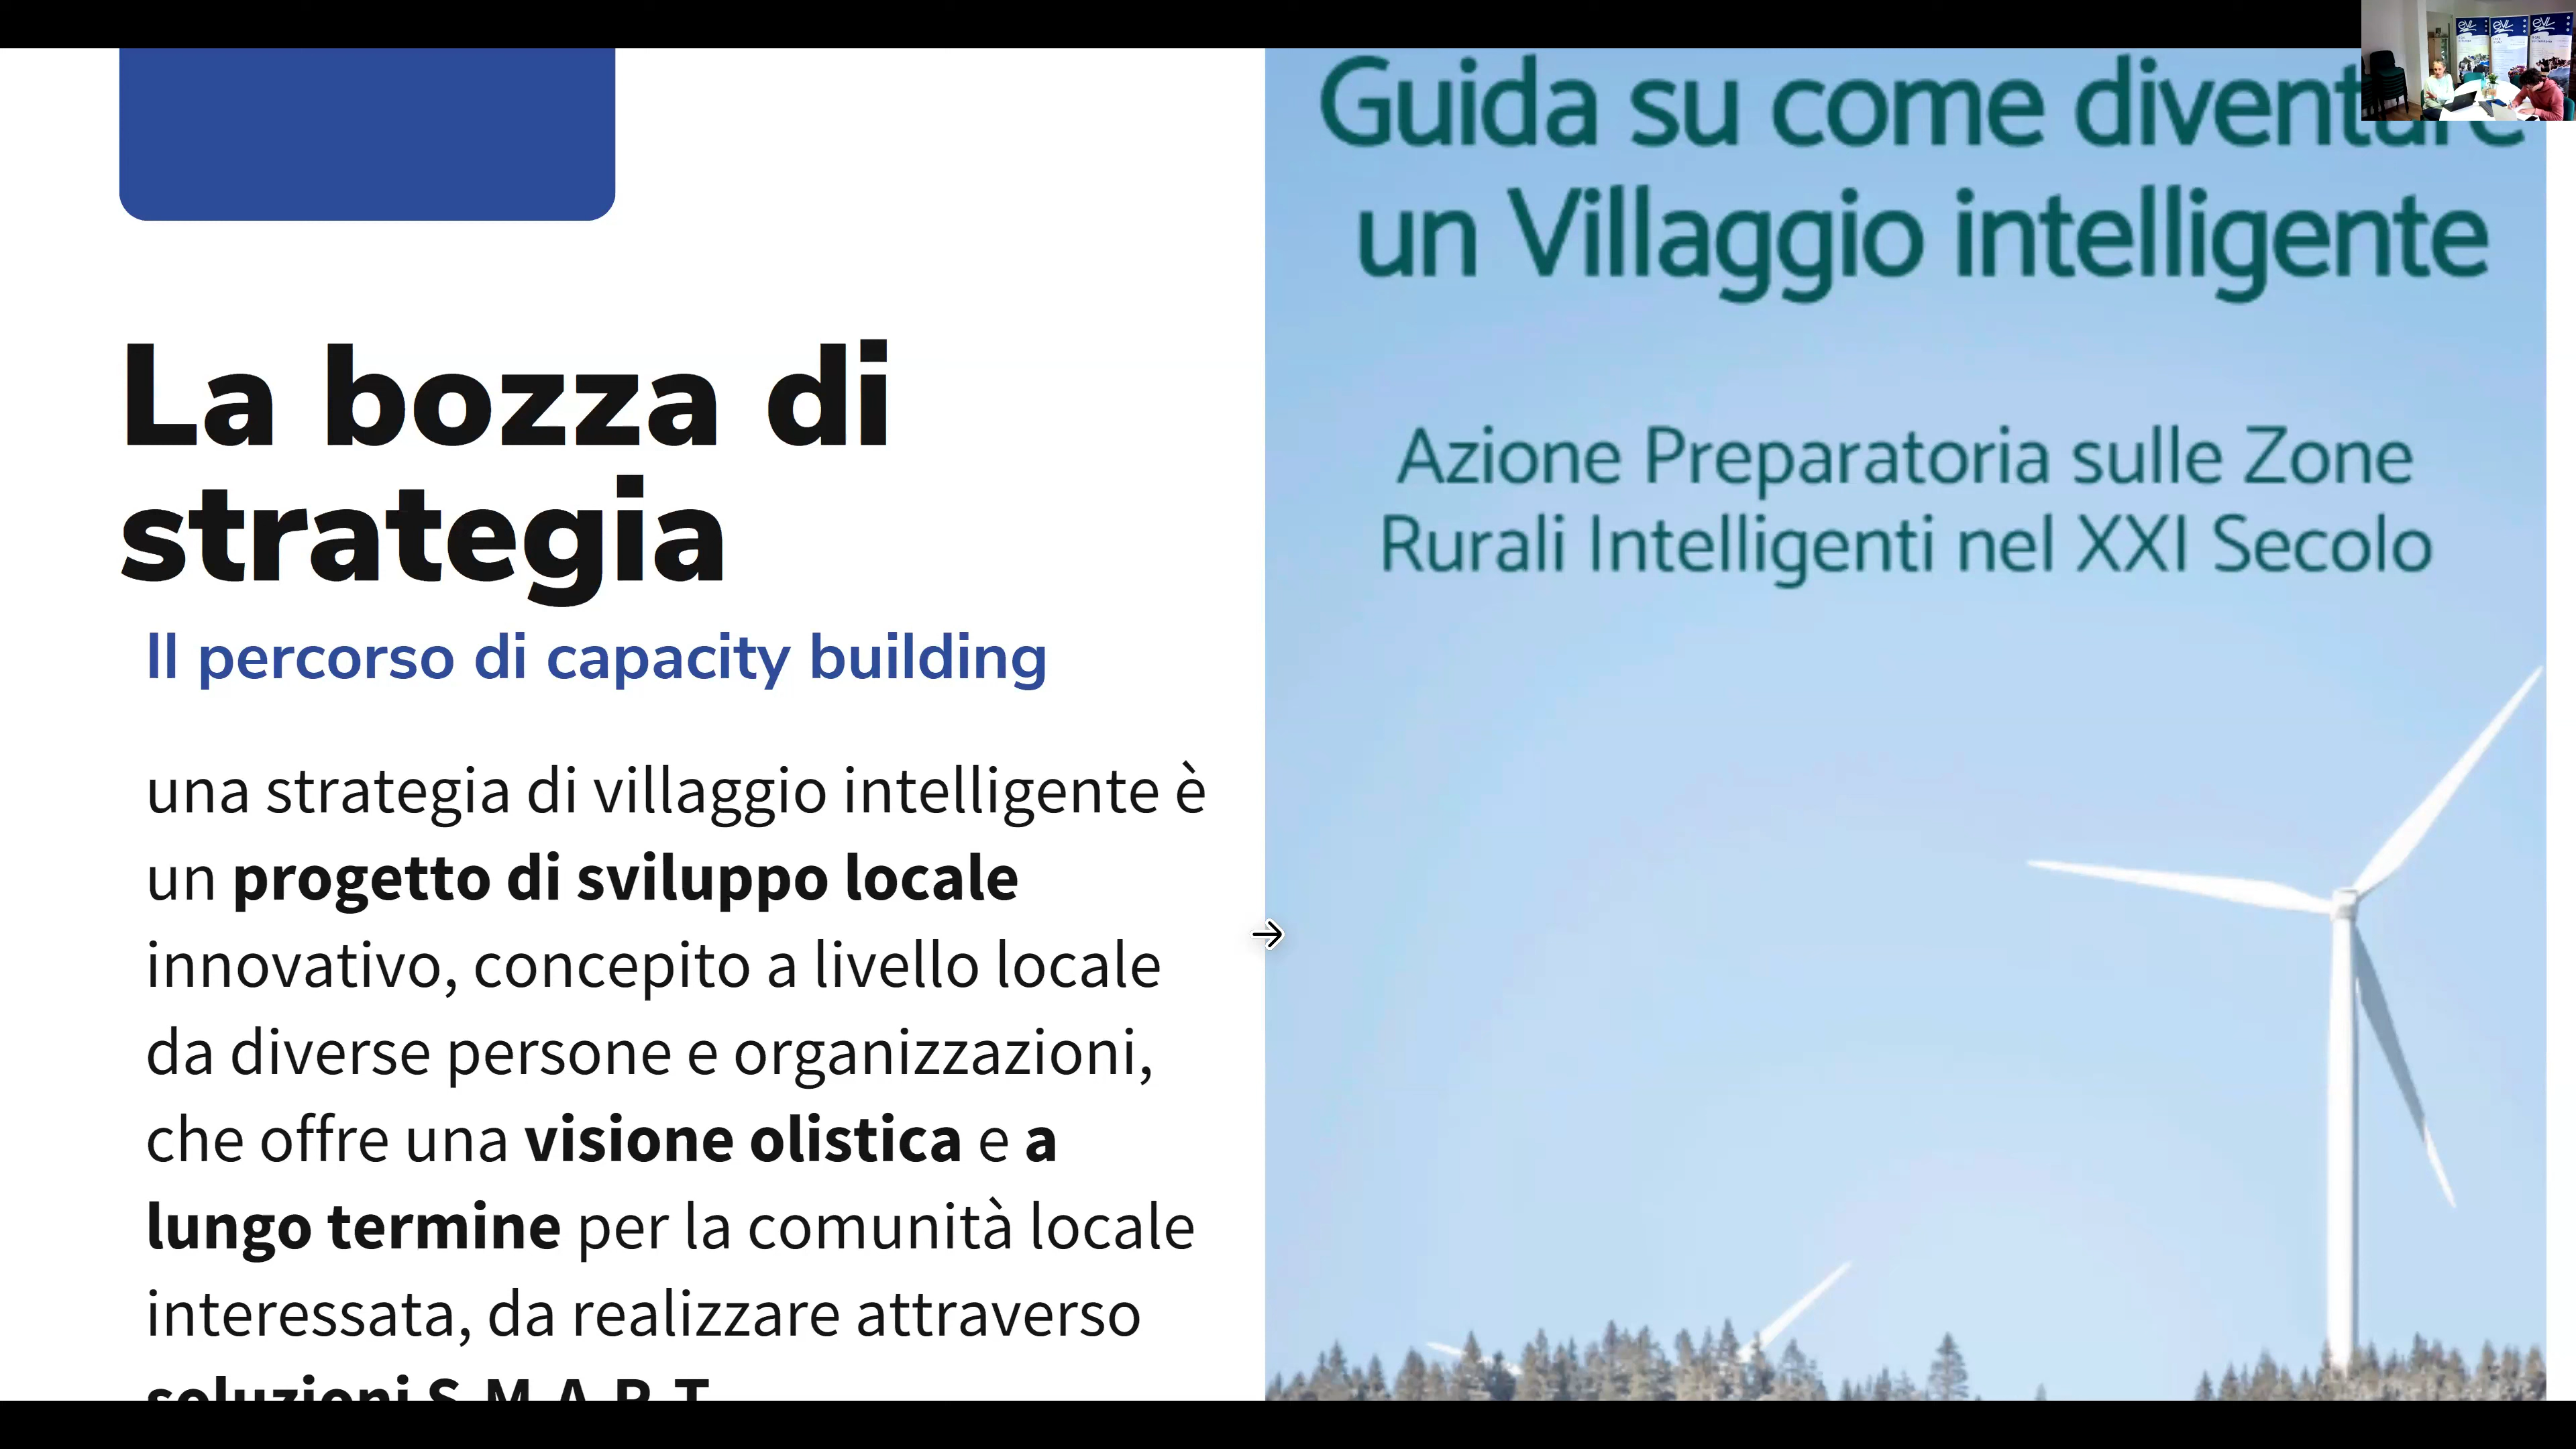 La bozza di
strategia
Il percorso di capacity building
una strategia di villaggio intelligente è
un progetto di sviluppo locale
innovativo, concepito a livello locale
da diverse persone e organizzazioni,
che offre una visione olistica e a
lungo termine per la comunità locale
interessata, da realizzare attraverso
soluzioni S.M.A.R.T.
Guida su come diventare
un Villaggio intelligente
Azione Preparatoria sulle Zone
Rurali Intelligenti nel XXI Secolo